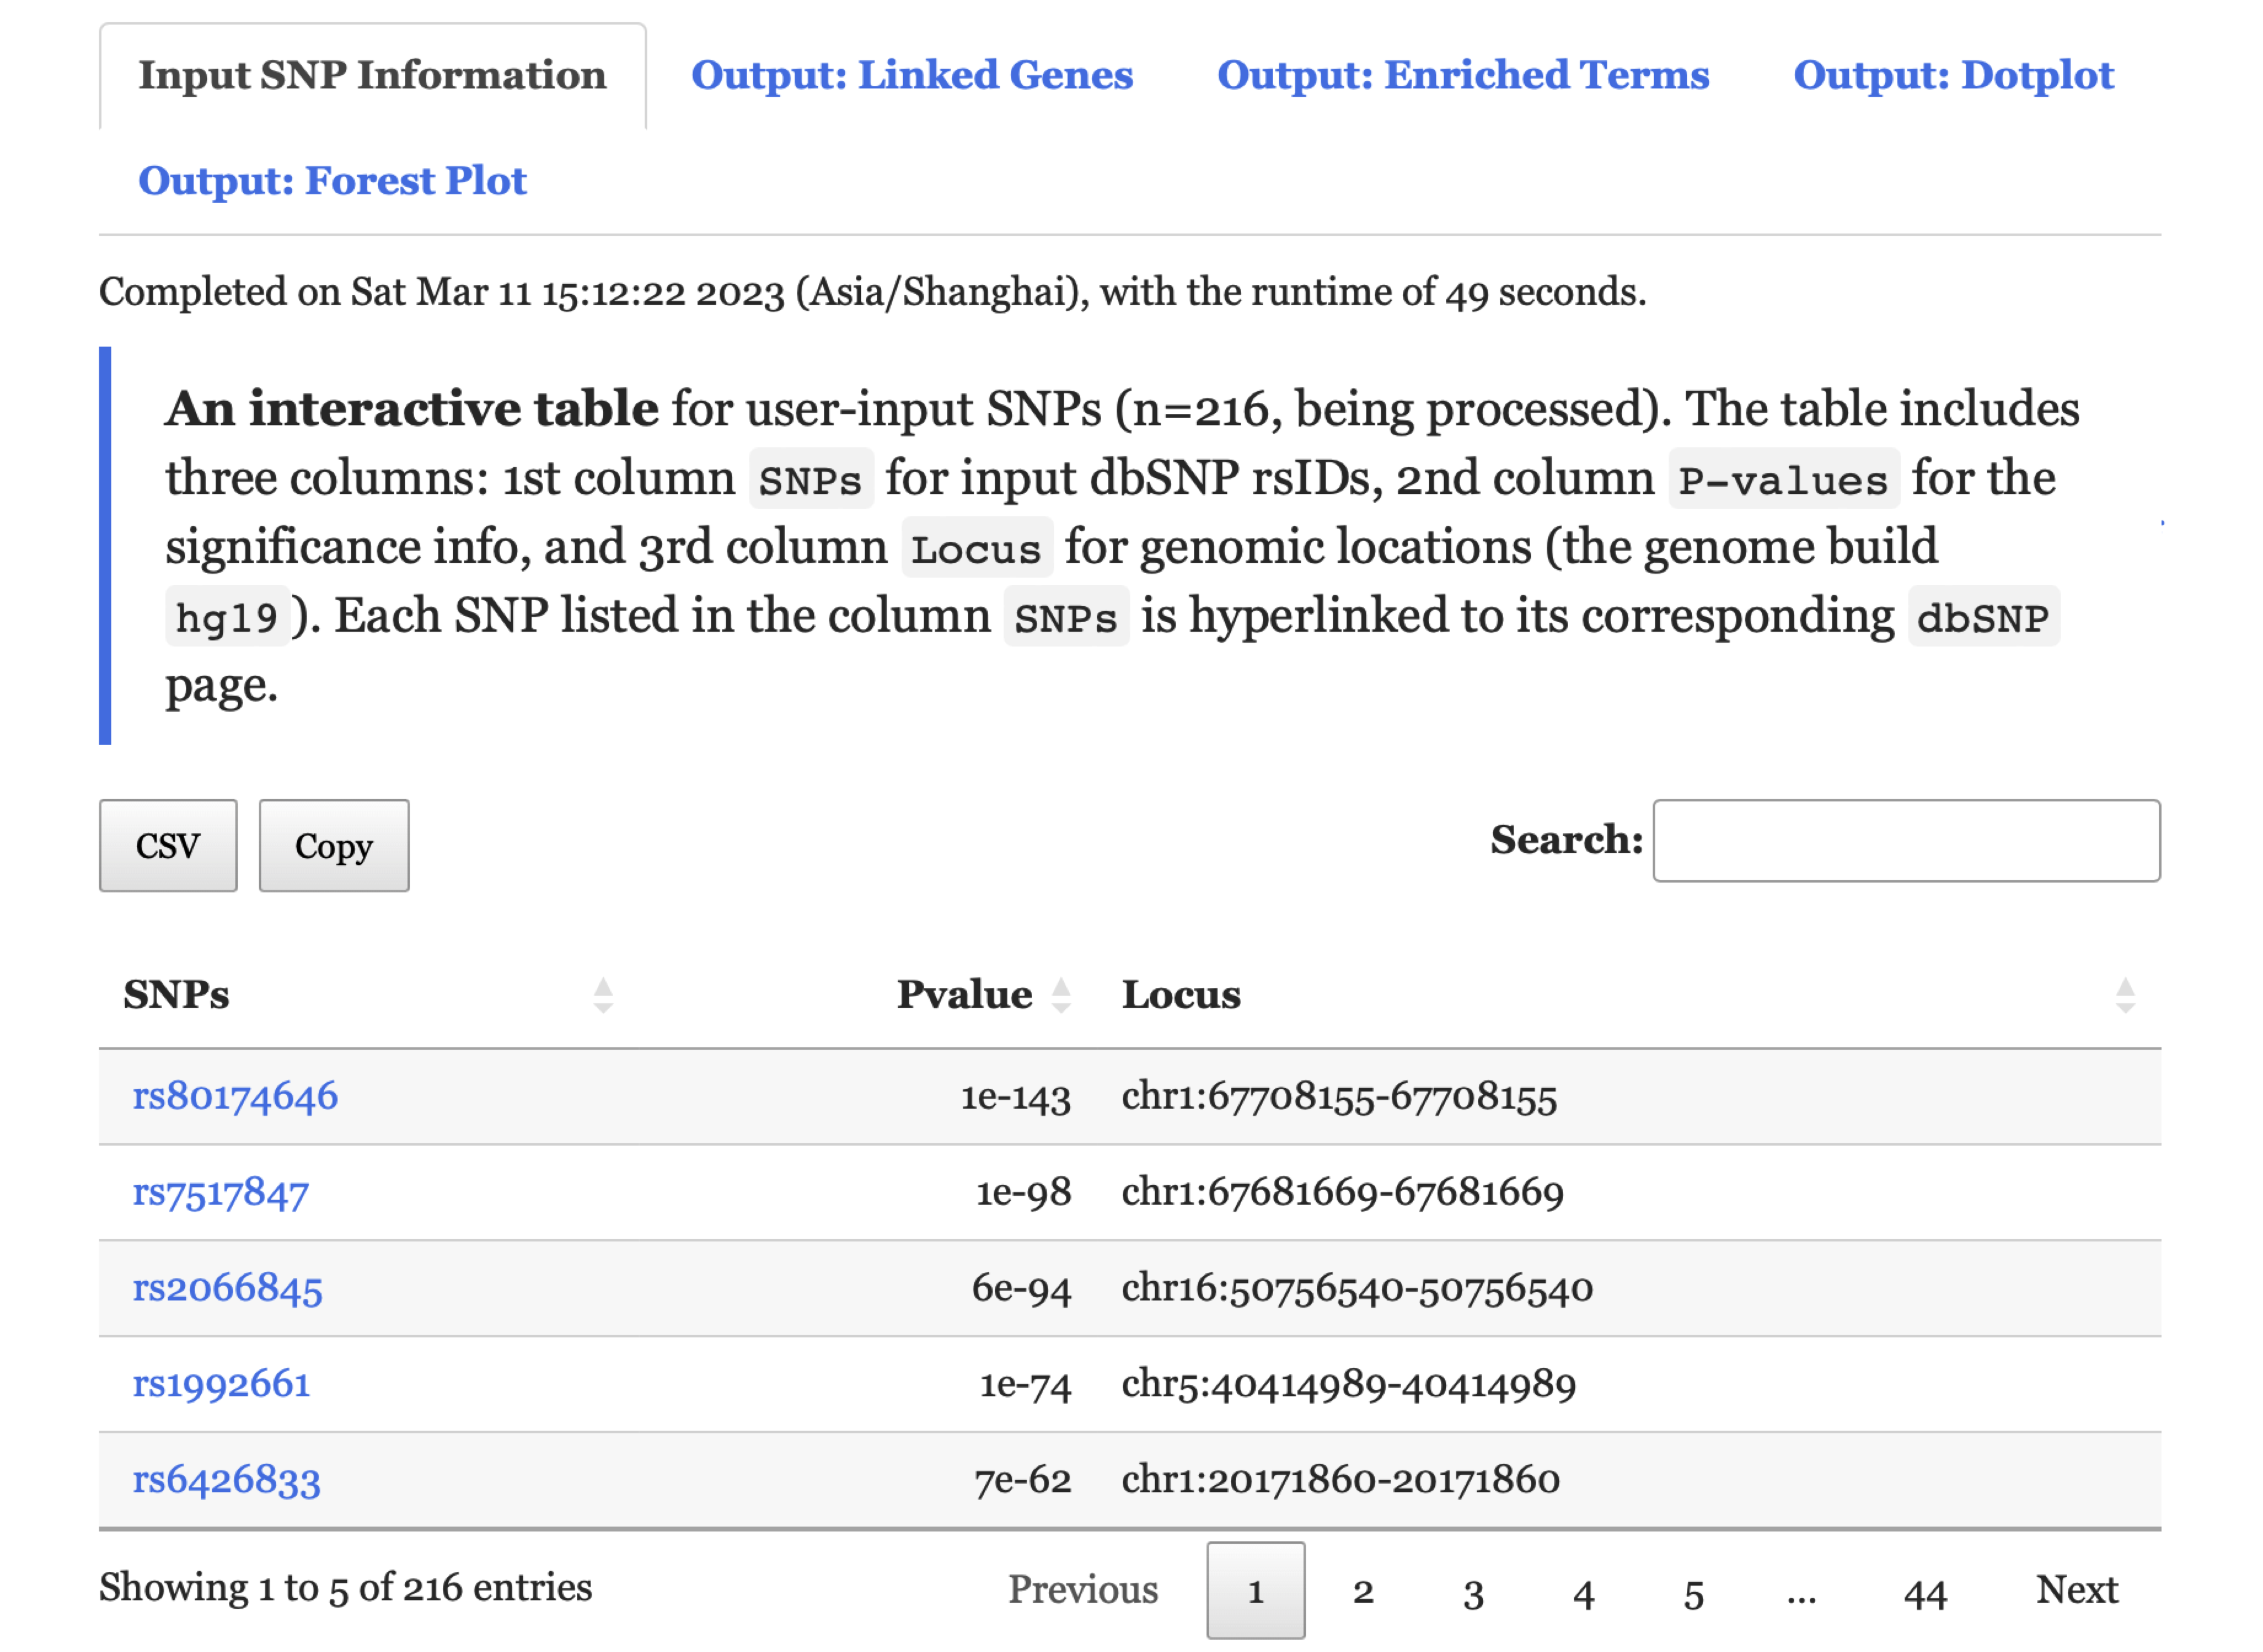 Input SNP Information Output: Linked Genes Output: Enriched Terms Output: Dotplot
Output: Forest Plot
Completed on Sat Mar 11 15:12:22 2023 (Asia/Shanghai), with the runtime of 49 seconds.
An interactive table for user-input SNPs (n=216, being processed). The table includes
three columns: 1st column SNPs for input dbSNP rsIDs, 2nd column P-values for the
significance info, and 3rd column Locus for genomic locations (the genome build
hg19 ). Each SNP listed in the column SNPs is hyperlinked to its corresponding dbSNP
page.
CSV Copy Search:
SNPs Pvalue Locus
rs80174646 1e-143 chr1:67708155-67708155
rs7517847 1e-98 chr1:67681669-67681669
rs2066845 6e-94 chr16:50756540-50756540
rs1992661 1e-74 chr5:40414989-40414989
rs6426833 7e-62 chr1:20171860-20171860
Showing 1 to 5 of 216 entries Previous 1 2 3 4 5 ... 44 Next